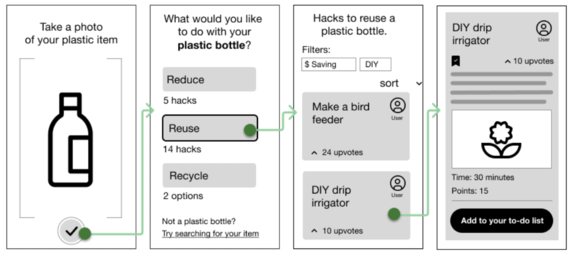 Take a photo
of your plastic item
What would you like
to do with your
plastic bottle?
Reduce
5 hacks
Reuse
14 hacks
Recycle
2 options
Not a plastic bottle?
Try searching for your item
Hacks to reuse a
plastic bottle.
Filters:
$ Saving DIY
sort
Make a bird
feeder
User
24 upvotes
DIY drip
irrigator
User
10 upvotes
DIY drip
irrigator
User
10 upvotes
Time: 30 minutes
Points: 15
Add to your to-do list